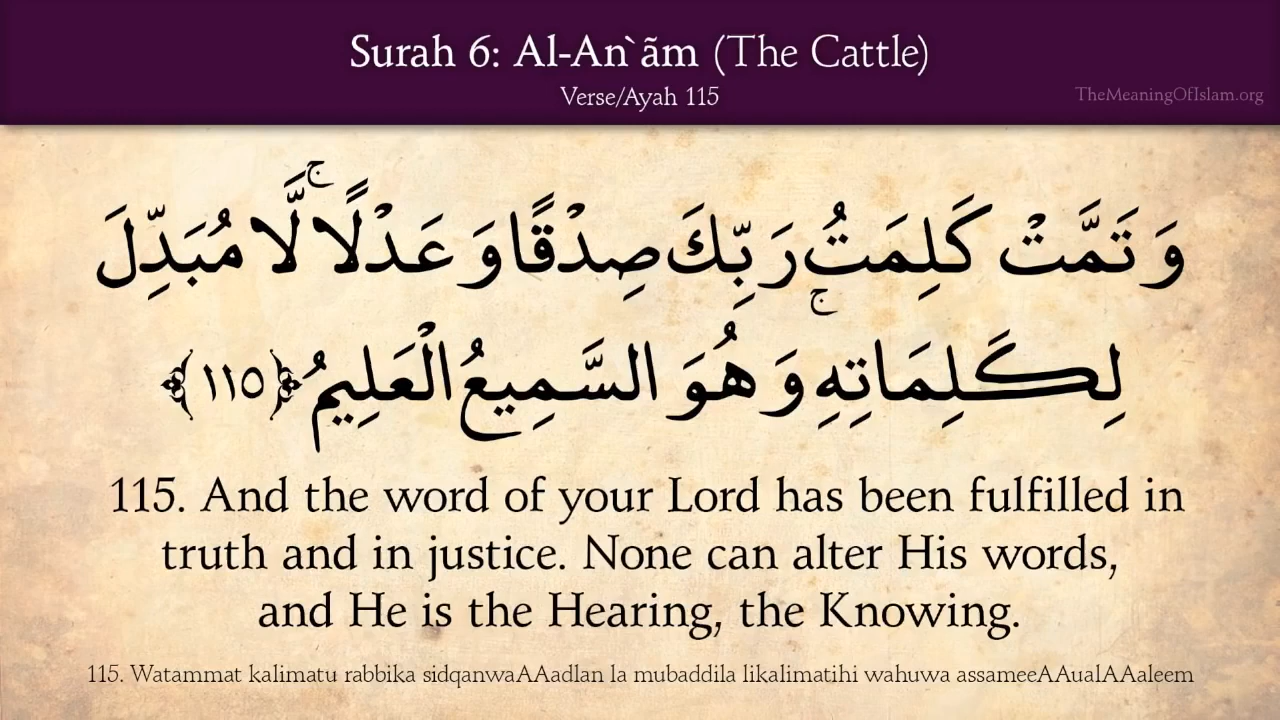 Surah 6: Al-An`ãm (The Cattle)
Verse/Ayah 115
TheMeaningOfIslam.org
وَ تَمَّتْ كَلِمَتُ رَبِّكَ صِدْقًا وَ عَدْلًا ۚ لَّا مُبَدِّلَ
لِكَلِمَاتِهِ ۚ وَ هُوَ السَّمِيعُ الْعَلِيمُ ﴿١١٥﴾
115. And the word of your Lord has been fulfilled in
truth and in justice. None can alter His words,
and He is the Hearing, the Knowing.
115. Watammat kalimatu rabbika sidqanwaAAadlan la mubaddila likalimatihi wahuwa assameeAAualAAaleem